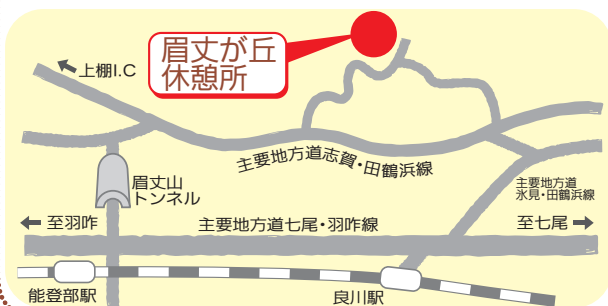 上棚I.C
眉丈が丘
休憩所
主要地方道志賀・田鶴浜線
眉丈山
トンネル
主要地方道
氷見・田鶴浜線
至羽咋
主要地方道七尾・羽咋線
至七尾
能登部駅
良川駅